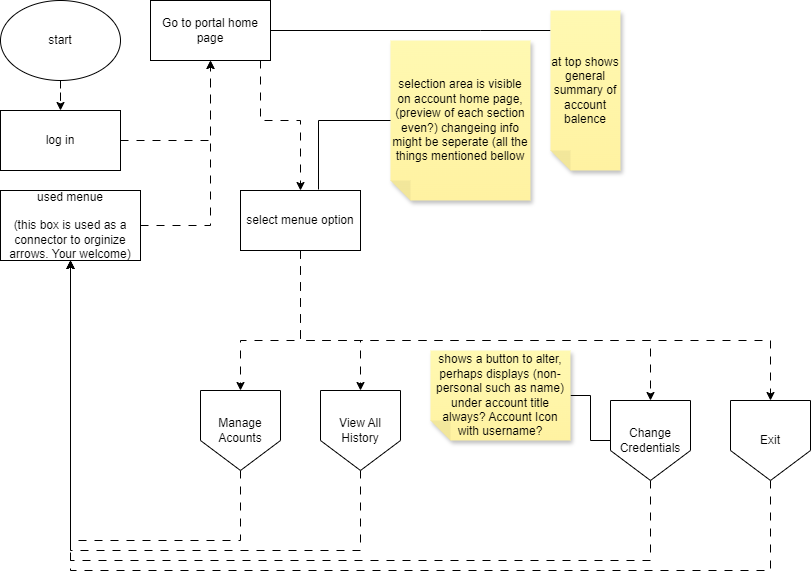 start
Go to portal home
page
at top shows
general
summary of
account
balence
selection area is visible
on account home page,
(preview of each section
even?) changeing info
might be seperate (all the
things mentioned bellow
log in
used menue
(this box is used as a
connector to orginize
arrows. Your welcome)
select menue option
shows a button to alter,
perhaps displays (non-
personal such as name)
under account title
always? Account Icon
with username?
Manage
Acounts
View All
History
Change
Credentials
Exit